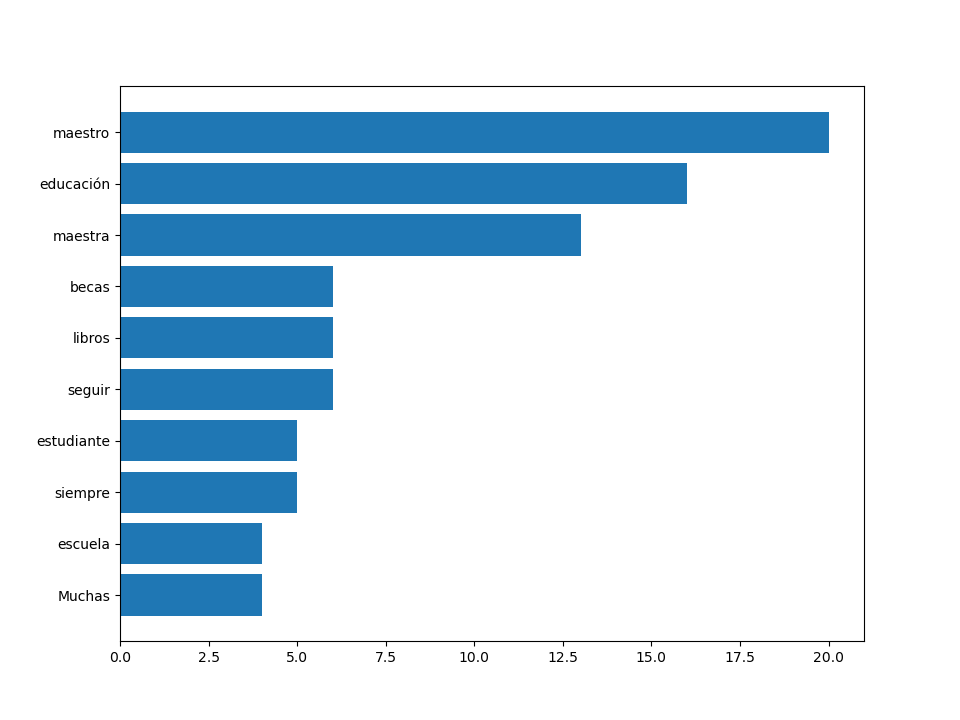 maestro
educación
maestra
becas
libros
seguir
estudiante
siempre
escuela
Muchas
0.0 2.5 5.0 7.5 10.0 12.5 15.0 17.5 20.0